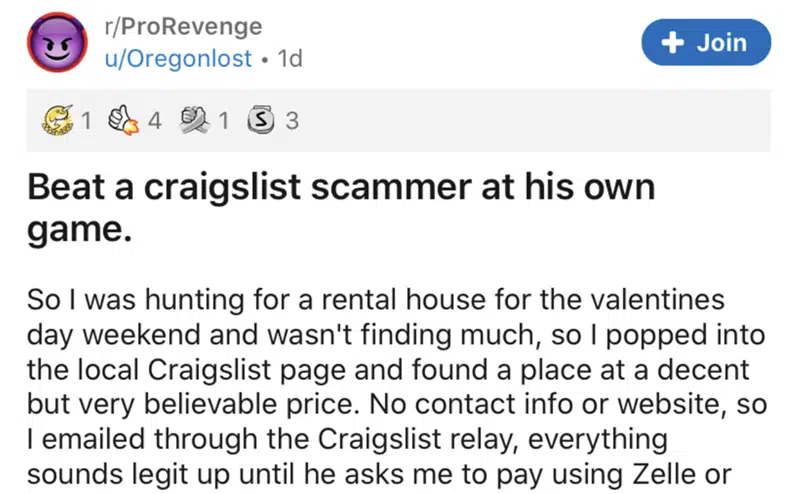 r/ProRevenge
u/Oregonlost • 1d
+ Join
1 4 1 S 3
Beat a craigslist scammer at his own
game.
So I was hunting for a rental house for the valentines
day weekend and wasn't finding much, so I popped into
the local Craigslist page and found a place at a decent
but very believable price. No contact info or website, so
I emailed through the Craigslist relay, everything
sounds legit up until he asks me to pay using Zelle or